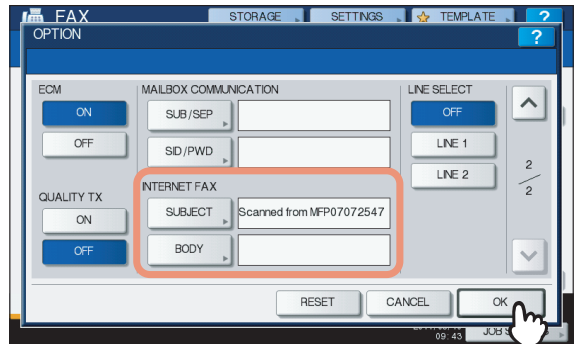 FAX
STORAGE
SETTINGS
TEMPLATE
?
OPTION
?
ECM
ON
OFF
QUALITY TX
ON
OFF
MAILBOX COMMUNICATION
SUB/SEP
SID/PWD
INTERNET FAX
SUBJECT
Scanned from MFP07072547
BODY
LINE SELECT
OFF
LINE 1
LINE 2
2
2
RESET
CANCEL
OK
09:43
JOB